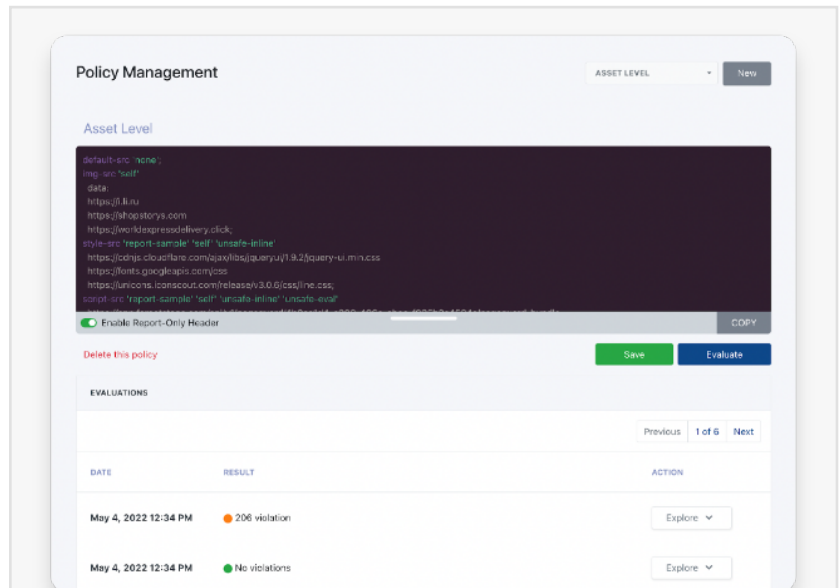 Policy Management
ASSET LEVEL
New
Asset Level
default-src 'none';
img-src 'self'
data:
https://i.li.ru
https://shopstorys.com
https://worldexpressdelivery.click;
style-src 'report-sample' 'self' 'unsafe-inline'
https://cdnjs.cloudflare.com/ajax/libs/jqueryui/1.9.2/jquery-ui.min.css
https://fonts.googleapis.com/css
https://unicons.iconscout.com/release/v3.0.6/css/line.css;
script-src 'report-sample' 'self' 'unsafe-inline' 'unsafe-eval'
Enable Report-Only Header
COPY
Delete this policy
Save
Evaluate
EVALUATIONS
Previous 1 of 6 Next
DATE RESULT ACTION
May 4, 2022 12:34 PM 206 violation Explore
May 4, 2022 12:34 PM No violations Explore